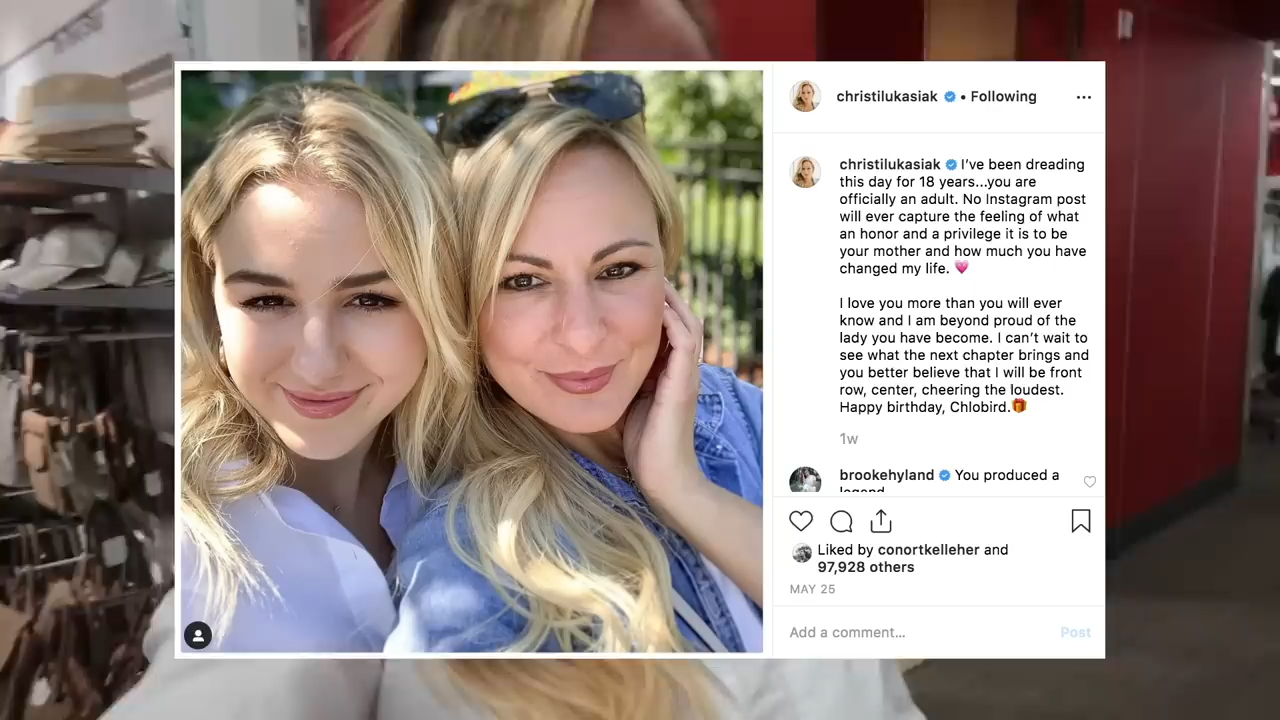 christilukasiak • Following
christilukasiak I’ve been dreading
this day for 18 years...you are
officially an adult. No Instagram post
will ever capture the feeling of what
an honor and a privilege it is to be
your mother and how much you have
changed my life. 💗
I love you more than you will ever
know and I am beyond proud of the
lady you have become. I can’t wait to
see what the next chapter brings and
you better believe that I will be front
row, center, cheering the loudest.
Happy birthday, Chlobird.🎁
1w
brookehyland You produced a
legend
Liked by conortkelleher and
97,928 others
MAY 25
Add a comment...
Post